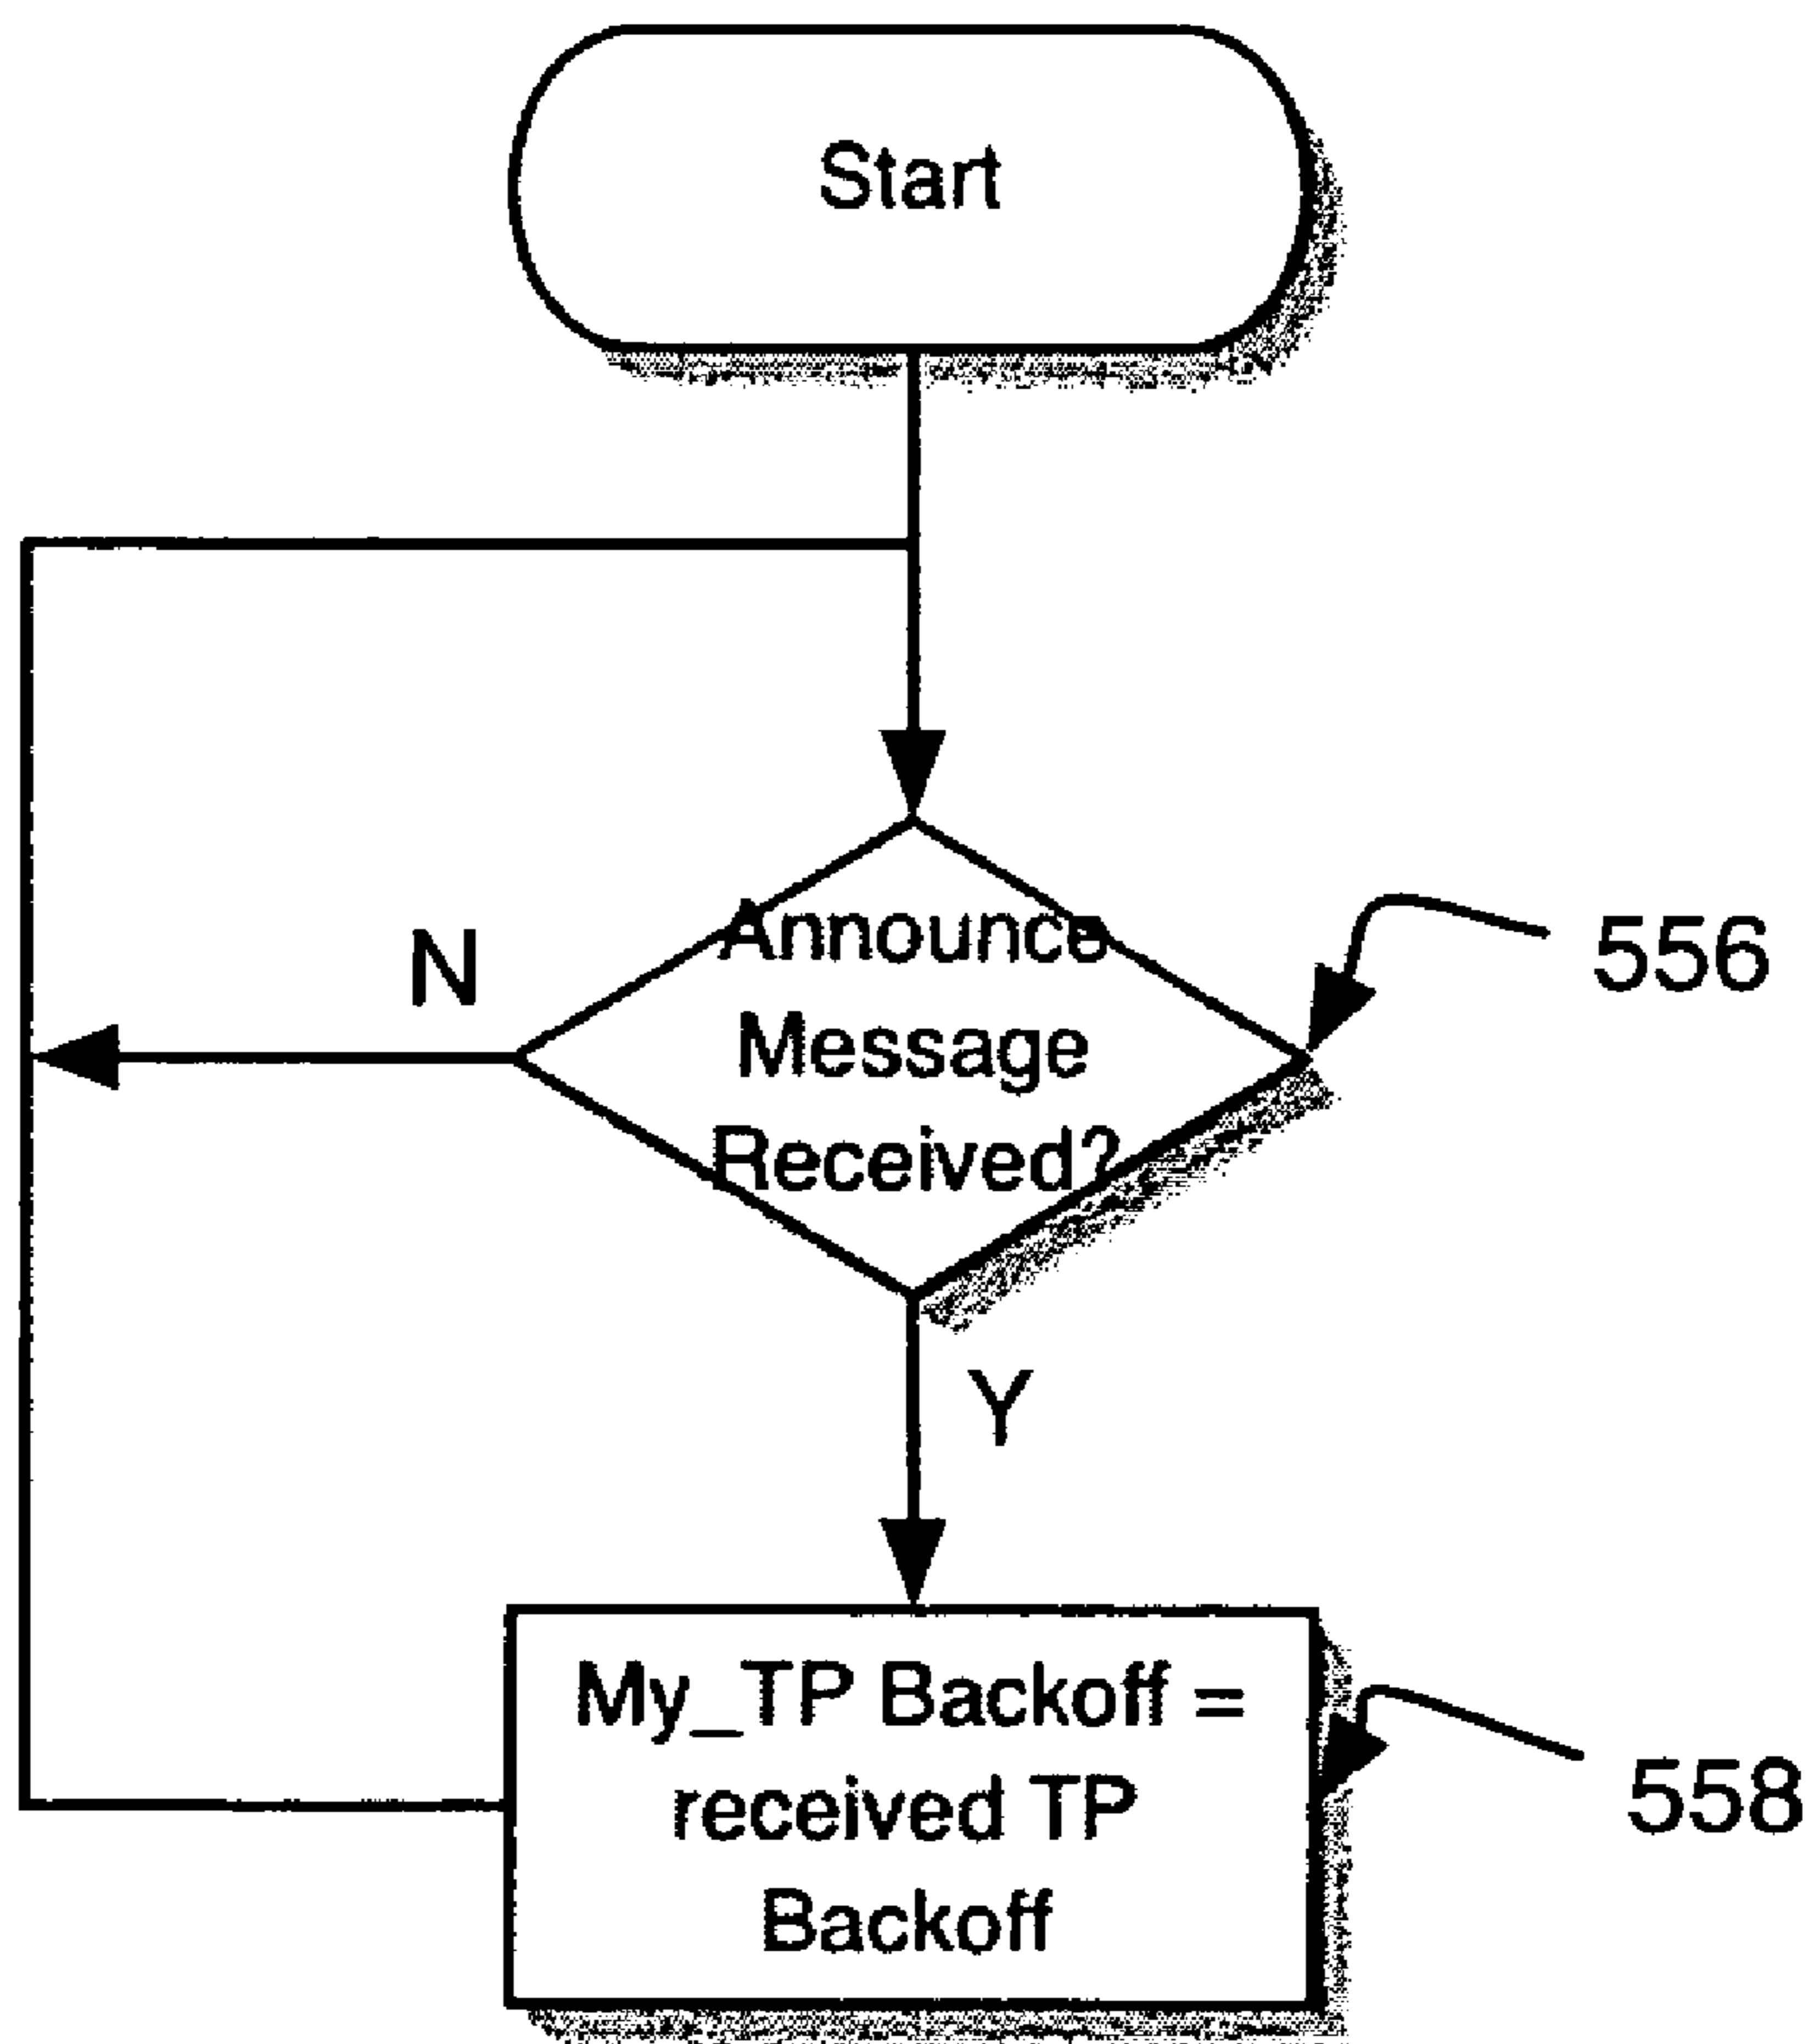 Start
N
Announce
Message
Received?
556
Y
My_TP Backoff =
received TP
Backoff
558